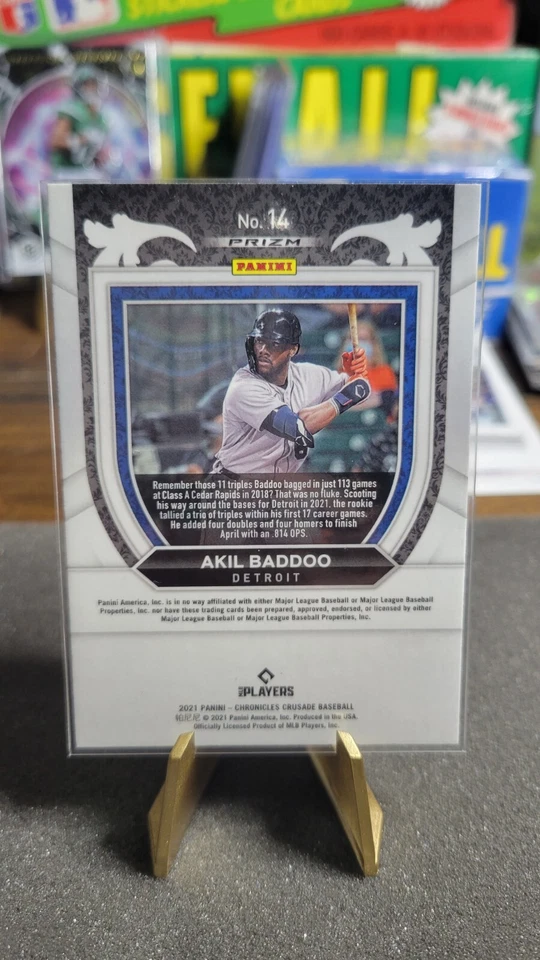 CARDS
BALL
No. 14
PRIZM
PANINI
Remember those 11 triples Baddoo bagged in just 113 games
at Class A Cedar Rapids in 2018? That was no fluke. Scooting
his way around the bases for Detroit in 2021, the rookie
tallied a trio of triples within his first 17 career games.
He added four doubles and four homers to finish
April with an .814 OPS.
AKIL BADDOO
DETROIT
Panini America, Inc. is in no way affiliated with either Major League Baseball or Major League Baseball
Properties, Inc. nor have these trading cards been prepared, approved, endorsed, or licensed by either
Major League Baseball or Major League Baseball Properties, Inc.
MLB PLAYERS
2021 PANINI - CHRONICLES CRUSADE BASEBALL
帕尼尼 © 2021 Panini America, Inc. Produced in the USA.
Officially Licensed Product of MLB Players, Inc.